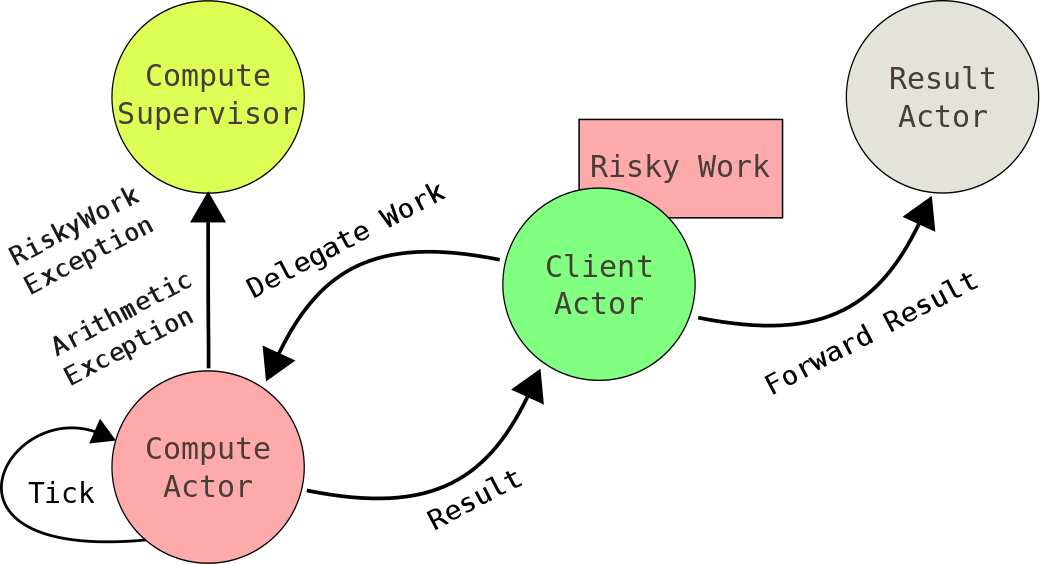 Compute
Supervisor
Result
Actor
Risky Work
RiskyWork
Exception
Delegate Work
Client
Actor
Arithmetic
Exception
Forward Result
Compute
Actor
Tick
Result